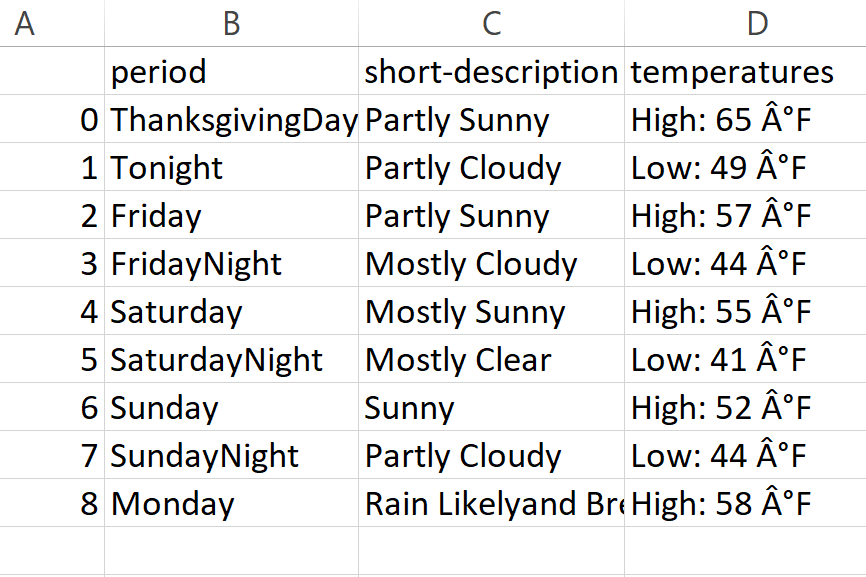 A B C D
period short-description temperatures
0 ThanksgivingDay Partly Sunny High: 65 Â°F
1 Tonight Partly Cloudy Low: 49 Â°F
2 Friday Partly Sunny High: 57 Â°F
3 FridayNight Mostly Cloudy Low: 44 Â°F
4 Saturday Mostly Sunny High: 55 Â°F
5 SaturdayNight Mostly Clear Low: 41 Â°F
6 Sunday Sunny High: 52 Â°F
7 SundayNight Partly Cloudy Low: 44 Â°F
8 Monday Rain Likelyand Bre High: 58 Â°F